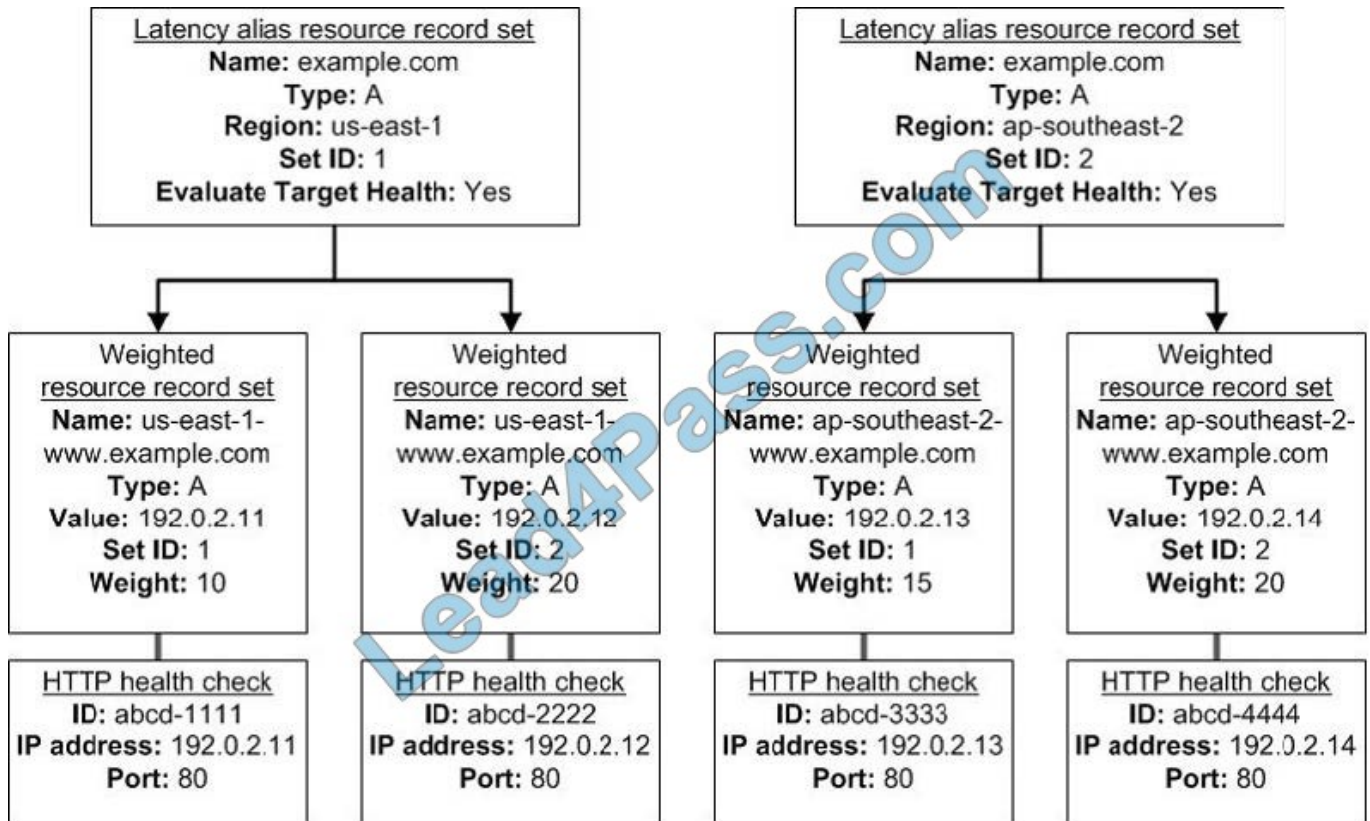 Latency alias resource record set
Name: example.com
Type: A
Region: us-east-1
Set ID: 1
Evaluate Target Health: Yes
Latency alias resource record set
Name: example.com
Type: A
Region: ap-southeast-2
Set ID: 2
Evaluate Target Health: Yes
Weighted
resource record set
Name: us-east-1-
www.example.com
Type: A
Value: 192.0.2.11
Set ID: 1
Weight: 10
Weighted
resource record set
Name: us-east-1-
www.example.com
Type: A
Value: 192.0.2.12
Set ID: 2
Weight: 20
Weighted
resource record set
Name: ap-southeast-2-
www.example.com
Type: A
Value: 192.0.2.13
Set ID: 1
Weight: 15
Weighted
resource record set
Name: ap-southeast-2-
www.example.com
Type: A
Value: 192.0.2.14
Set ID: 2
Weight: 20
HTTP health check
ID: abcd-1111
IP address: 192.0.2.11
Port: 80
HTTP health check
ID: abcd-2222
IP address: 192.0.2.12
Port: 80
HTTP health check
ID: abcd-3333
IP address: 192.0.2.13
Port: 80
HTTP health check
ID: abcd-4444
IP address: 192.0.2.14
Port: 80
Lead4Pass.com